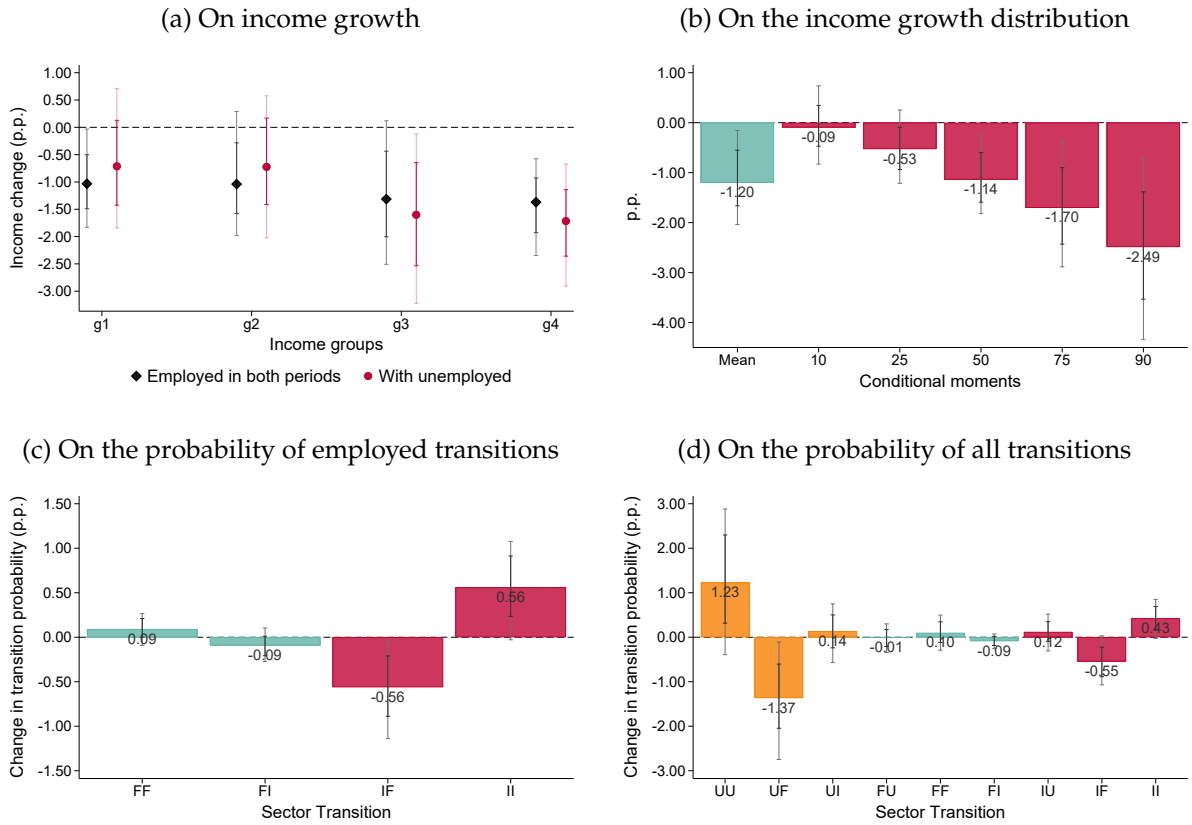 (a) On income growth
1.00
0.50
0.00
-0.50
-1.00
-1.50
-2.00
-2.50
-3.00
Income change (p.p.)
g1 g2 g3 g4
Income groups
Employed in both periods With unemployed
(b) On the income growth distribution
1.00
0.00
-1.00
-2.00
-3.00
-4.00
p.p.
-1.20 -0.09 -0.53 -1.14 -1.70 -2.49
Mean 10 25 50 75 90
Conditional moments
(c) On the probability of employed transitions
1.50
1.00
0.50
0.00
-0.50
-1.00
-1.50
Change in transition probability (p.p.)
0.09 -0.09 -0.56 0.56
FF FI IF II
Sector Transition
(d) On the probability of all transitions
3.00
2.00
1.00
0.00
-1.00
-2.00
-3.00
Change in transition probability (p.p.)
1.23 -1.37 0.14 -0.01 0.10 -0.09 0.12 -0.55 0.43
UU UF UI FU FF FI IU IF II
Sector Transition